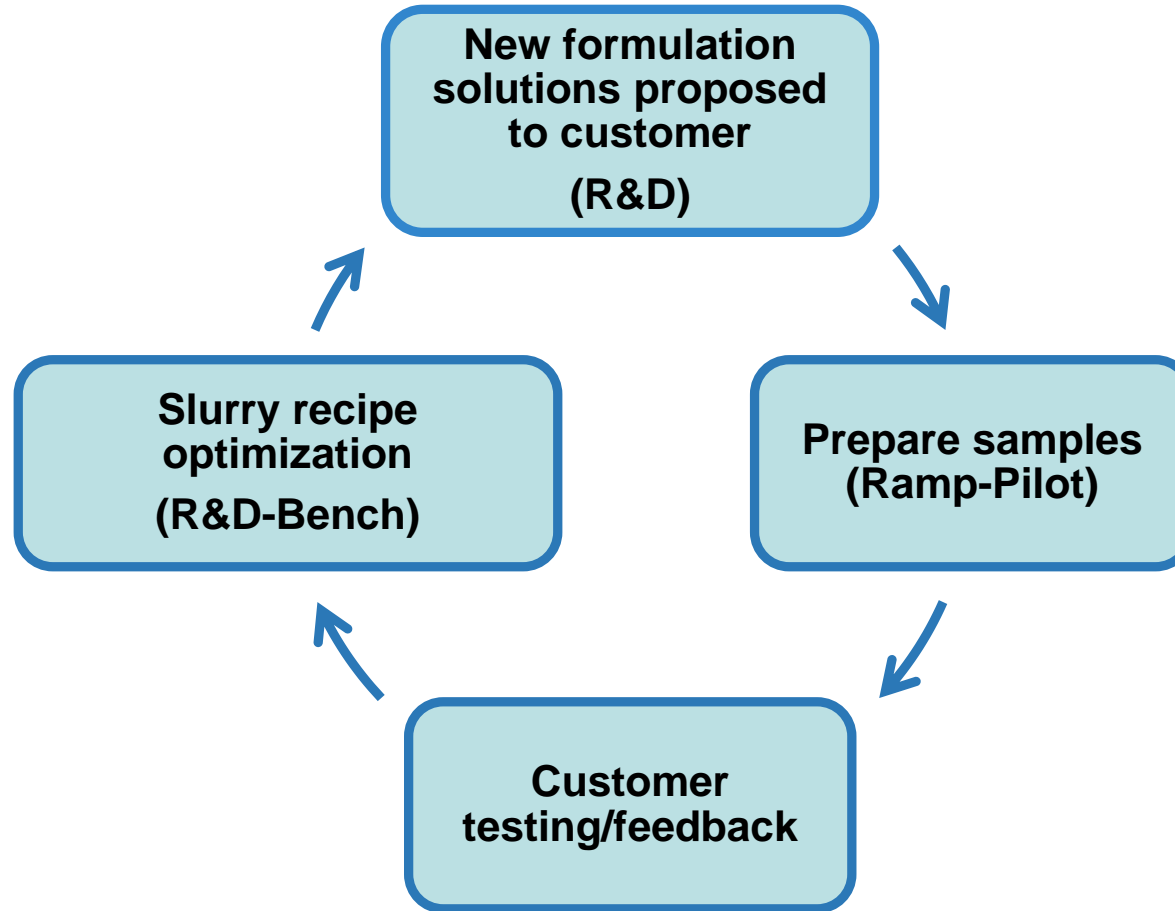 New formulation
solutions proposed
to customer
(R&D)
Slurry recipe
optimization
(R&D-Bench)
Prepare samples
(Ramp-Pilot)
Customer
testing/feedback